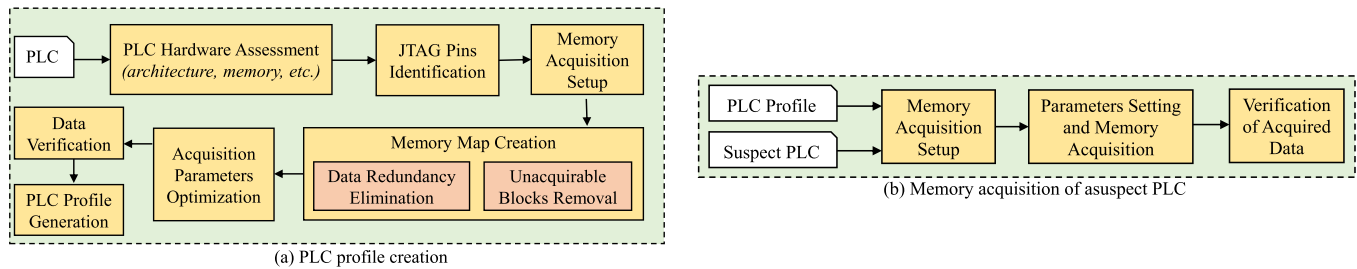 PLC
PLC Hardware Assessment
(architecture, memory, etc.)
JTAG Pins
Identification
Memory
Acquisition
Setup
Data
Verification
PLC Profile
Generation
Acquisition
Parameters
Optimization
Memory Map Creation
Data Redundancy
Elimination
Unacquirable
Blocks Removal
(a) PLC profile creation
PLC Profile
Suspect PLC
Memory
Acquisition
Setup
Parameters Setting
and Memory
Acquisition
Verification
of Acquired
Data
(b) Memory acquisition of asuspect PLC